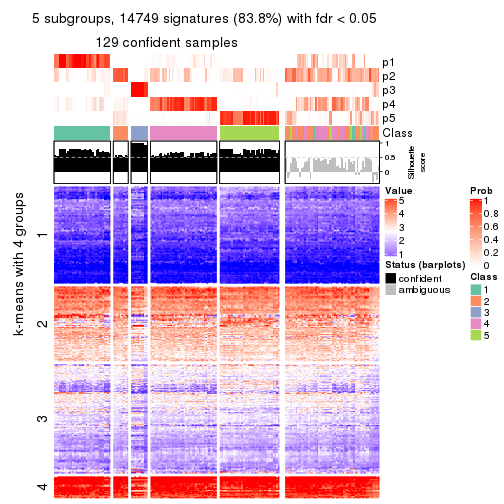 5 subgroups, 14749 signatures (83.8%) with fdr < 0.05
129 confident samples
p1
p2
p3
p4
p5
Class
1
0.5
0
Silhouette
score
k-means with 4 groups
1
2
3
4
Value
5
4
3
2
1
Status (barplots)
confident
ambiguous
Prob
1
0.8
0.6
0.4
0.2
0
Class
1
2
3
4
5